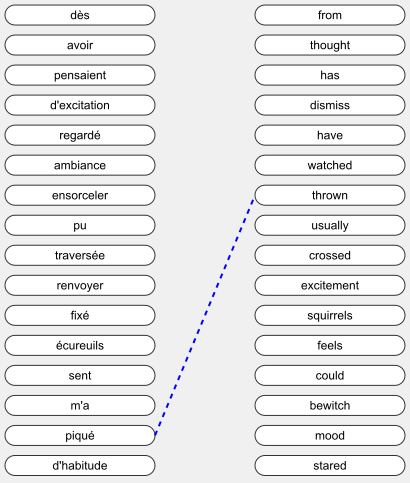 dès from
avoir thought
pensaient has
d'excitation dismiss
regardé have
ambiance watched
ensorceler thrown
pu usually
traversée crossed
renvoyer excitement
fixé squirrels
écureuils feels
sent could
m'a bewitch
piqué mood
d'habitude stared